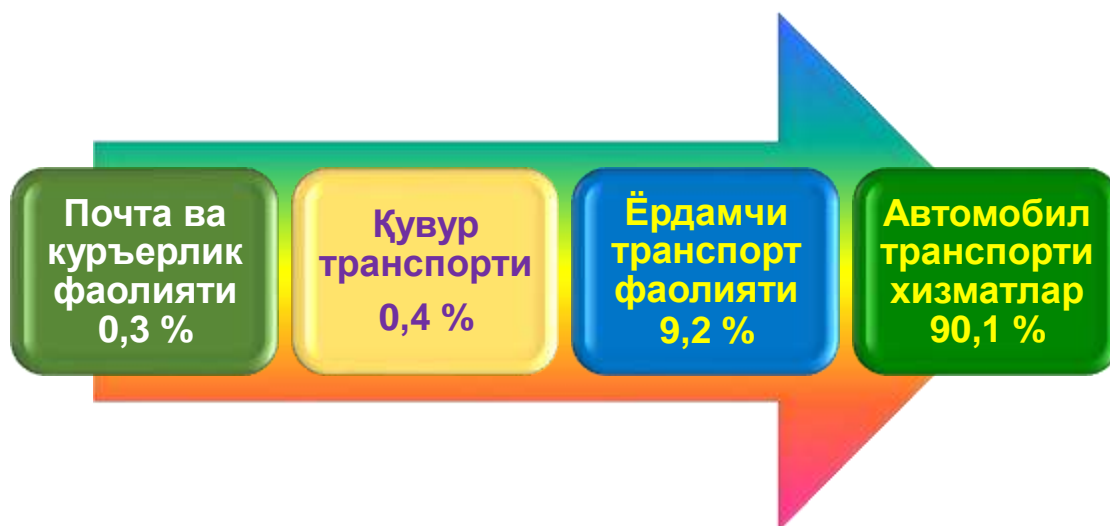 Почта ва
куръерлик
фаолияти
0,3 %
Қувур
транспорти
0,4 %
Ёрдамчи
транспорт
фаолияти
9,2 %
Автомобил
транспорти
хизматлар
90,1 %